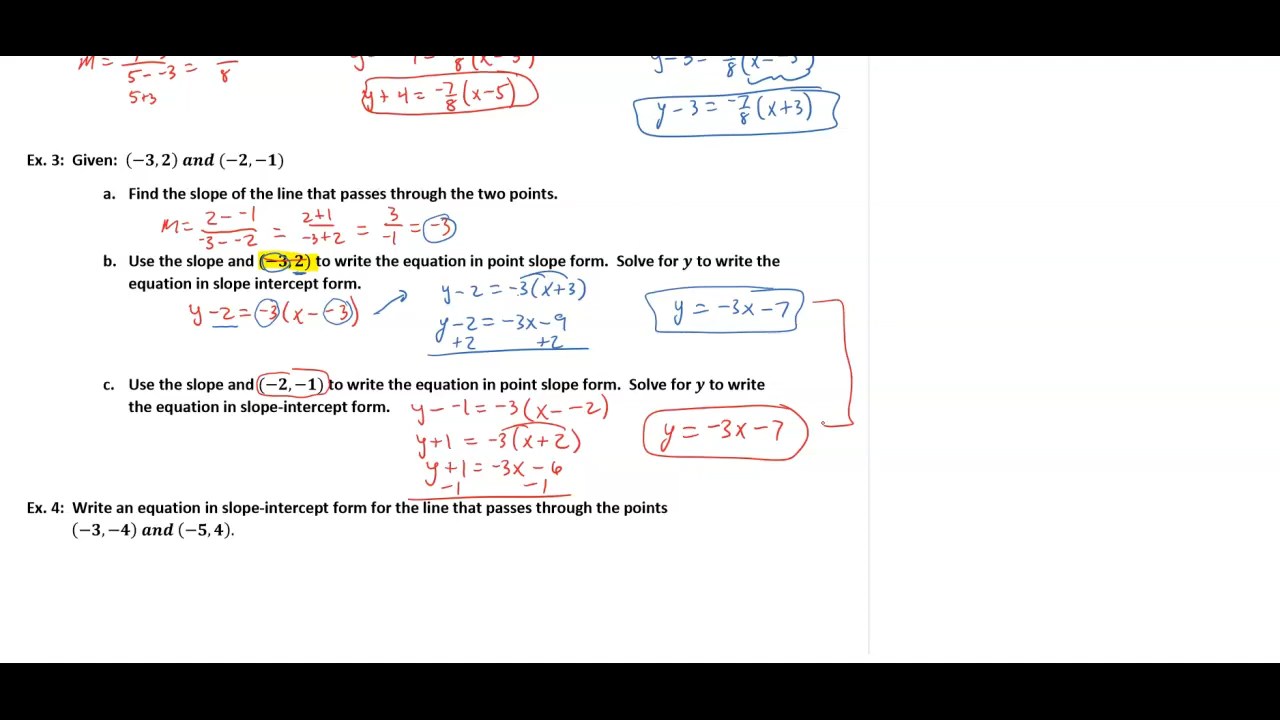 m = 5 - -3 = 8
5+3
y + 4 = -7/8 (x - 5)
y - 3 = -7/8 (x + 3)
Ex. 3: Given: (−3, 2) and (−2, −1)
a. Find the slope of the line that passes through the two points.
m = (2 - -1)/(-3 - -2) = (2+1)/(-3+2) = 3/-1 = -3
b. Use the slope and (−3, 2) to write the equation in point slope form. Solve for y to write the
equation in slope intercept form.
y - 2 = -3(x - -3)
y - 2 = -3(x + 3)
y - 2 = -3x - 9
+2 +2
y = -3x - 7
c. Use the slope and (−2, −1) to write the equation in point slope form. Solve for y to write
the equation in slope-intercept form.
y - -1 = -3(x - -2)
y + 1 = -3(x + 2)
y + 1 = -3x - 6
-1 -1
y = -3x - 7
Ex. 4: Write an equation in slope-intercept form for the line that passes through the points
(−3, −4) and (−5, 4).